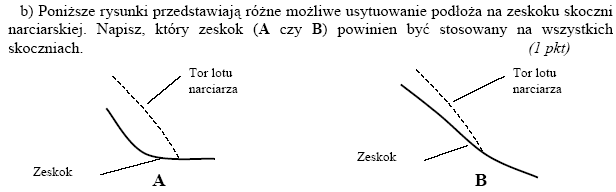 b) Poniższe rysunki przedstawiają różne możliwe usytuowanie podłoża na zeskoku skoczni
narciarskiej. Napisz, który zeskok (A czy B) powinien być stosowany na wszystkich
skoczniach. (1 pkt)
Tor lotu
narciarza
Zeskok
A
Tor lotu
narciarza
Zeskok
B